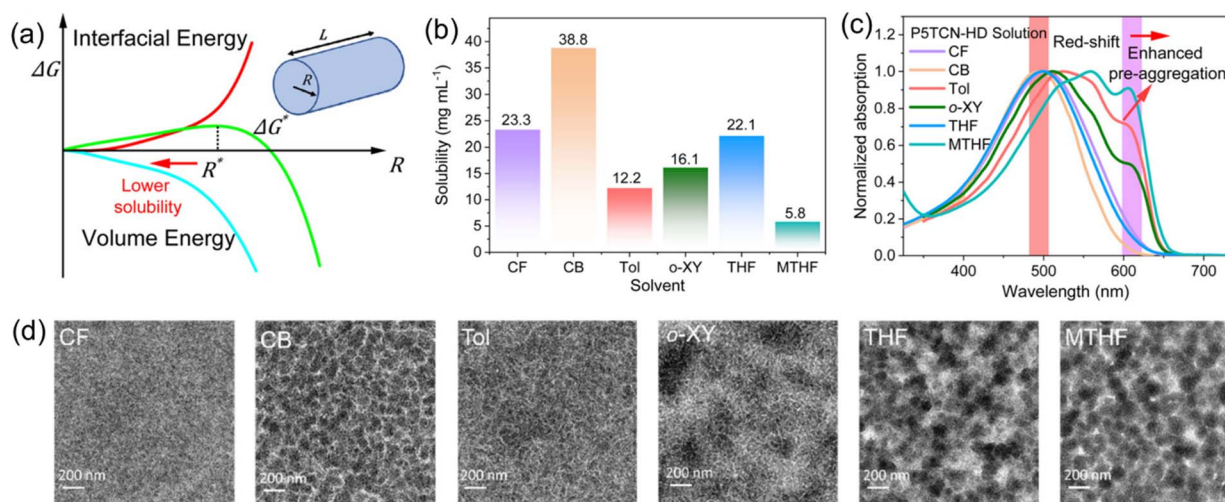 (a)
Interfacial Energy
ΔG
L
R
ΔG*
R*
R
Lower
solubility
Volume Energy
(b)
Solubility (mg mL⁻¹)
40
35
30
25
20
15
10
5
0
23.3
38.8
12.2
16.1
22.1
5.8
CF
CB
Tol
o-XY
THF
MTHF
Solvent
(c)
Normalized absorption
1.2
1.0
0.8
0.6
0.4
0.2
0.0
P5TCN-HD Solution
CF
CB
Tol
o-XY
THF
MTHF
Red-shift
Enhanced
pre-aggregation
400
500
600
700
Wavelength (nm)
(d)
CF
200 nm
CB
200 nm
Tol
200 nm
o-XY
200 nm
THF
200 nm
MTHF
200 nm